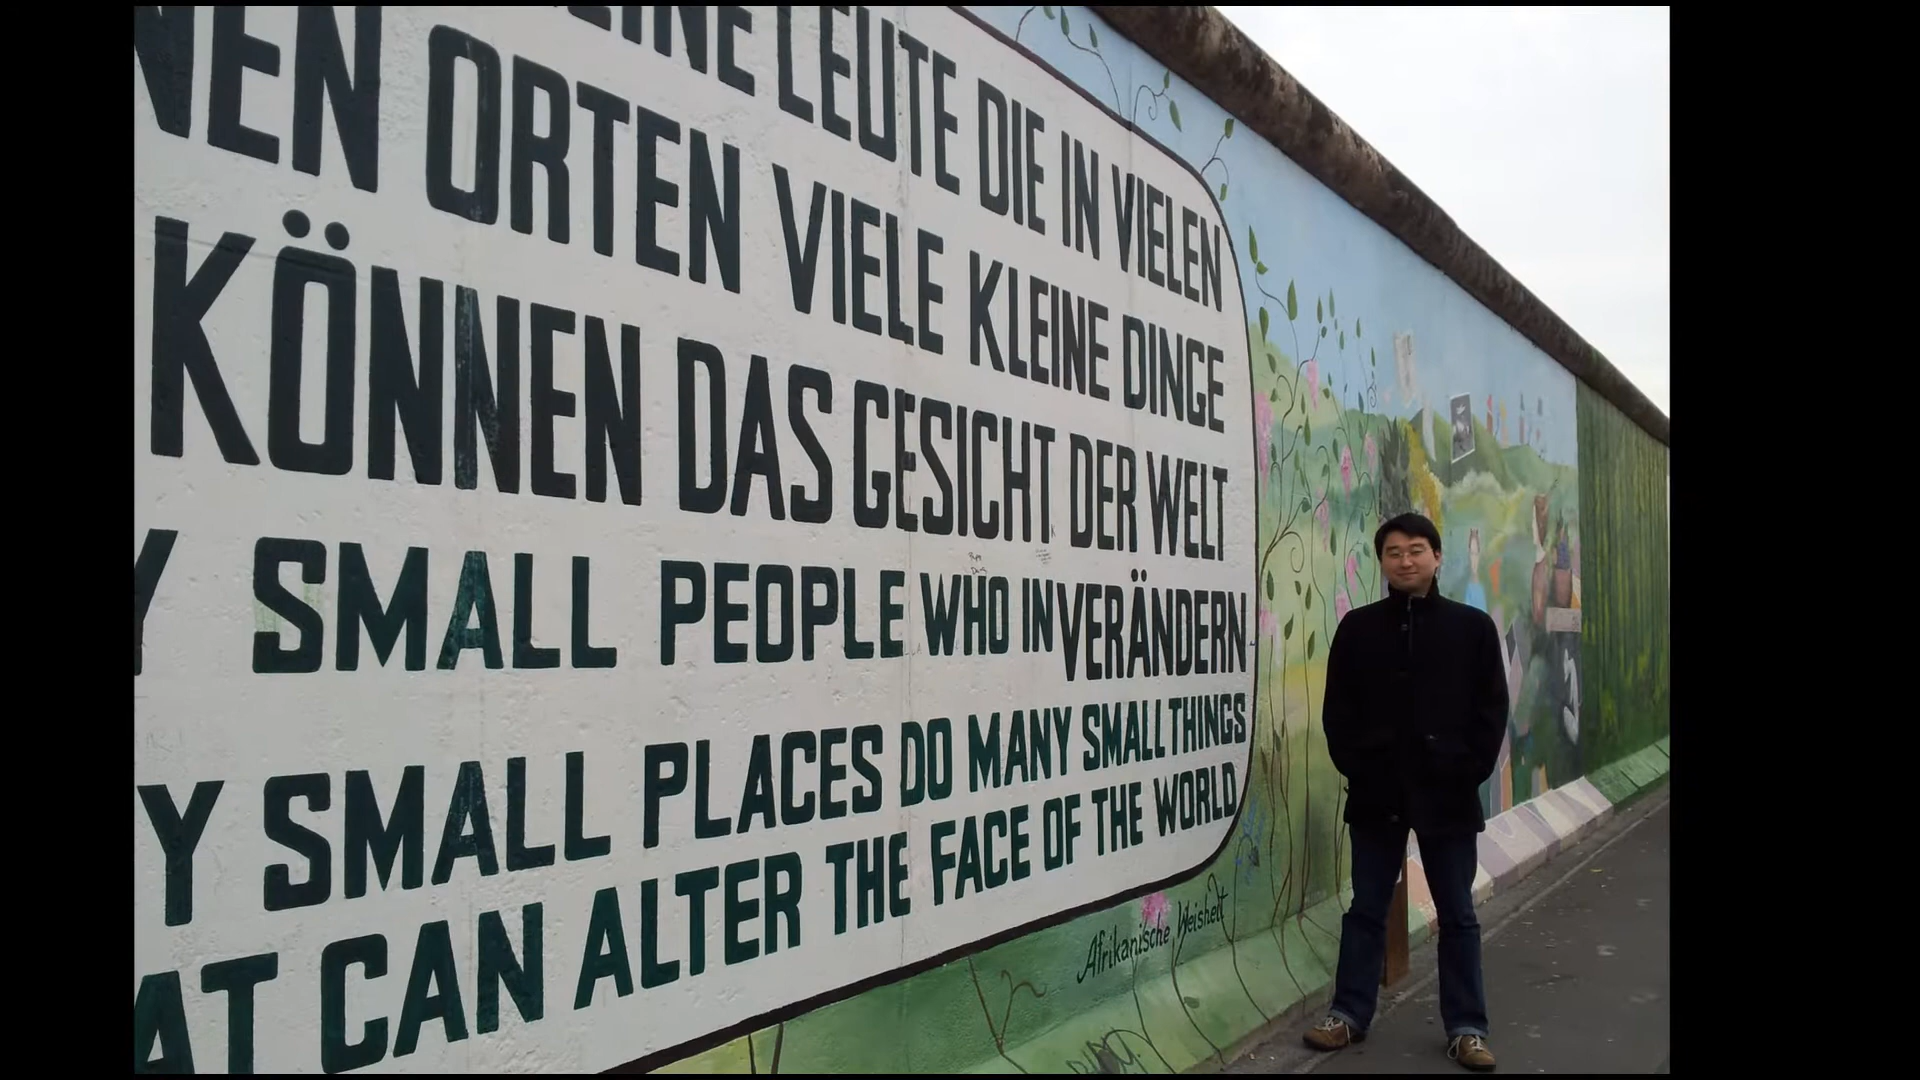 EINE LEUTE DIE IN VIELEN
NEN ORTEN VIELE KLEINE DINGE
KÖNNEN DAS GESICHT DER WELT
VERÄNDERN
Y SMALL PEOPLE WHO IN
Y SMALL PLACES DO MANY SMALL THINGS
AT CAN ALTER THE FACE OF THE WORLD
Afrikanische Weisheit